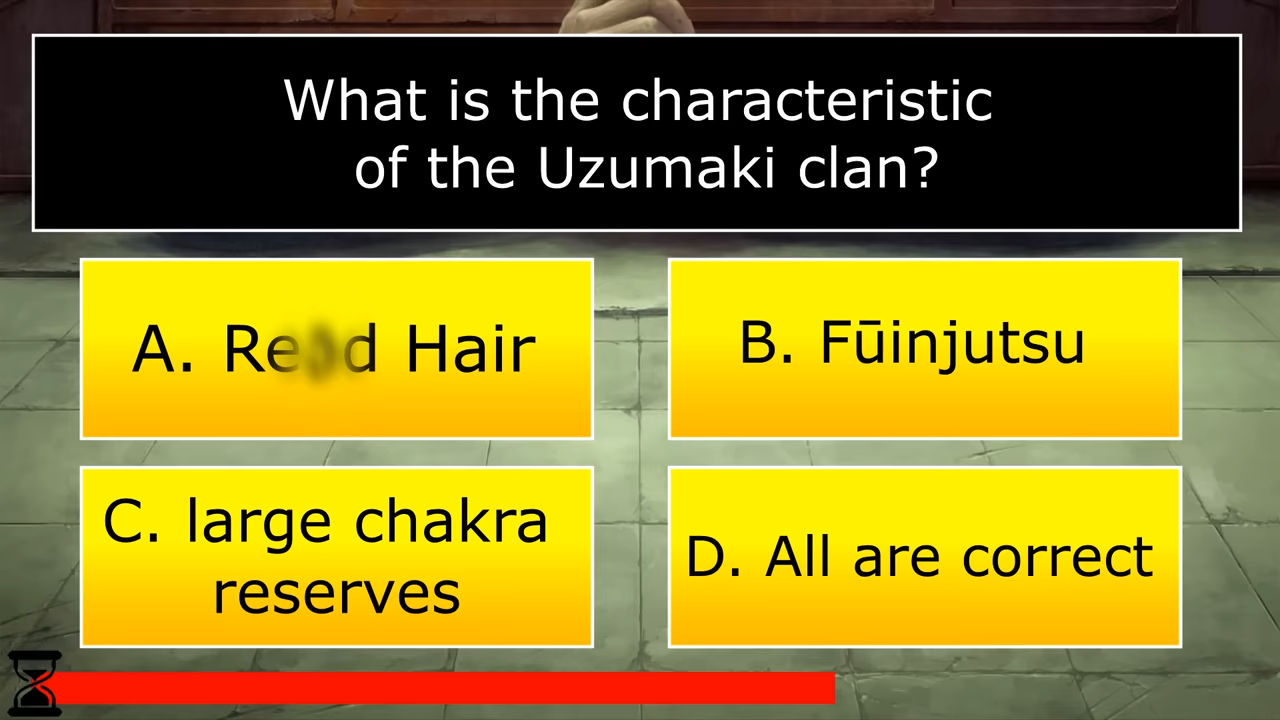 What is the characteristic
of the Uzumaki clan?
A. Hair
B. Fūinjutsu
C. large chakra
reserves
D. All are correct